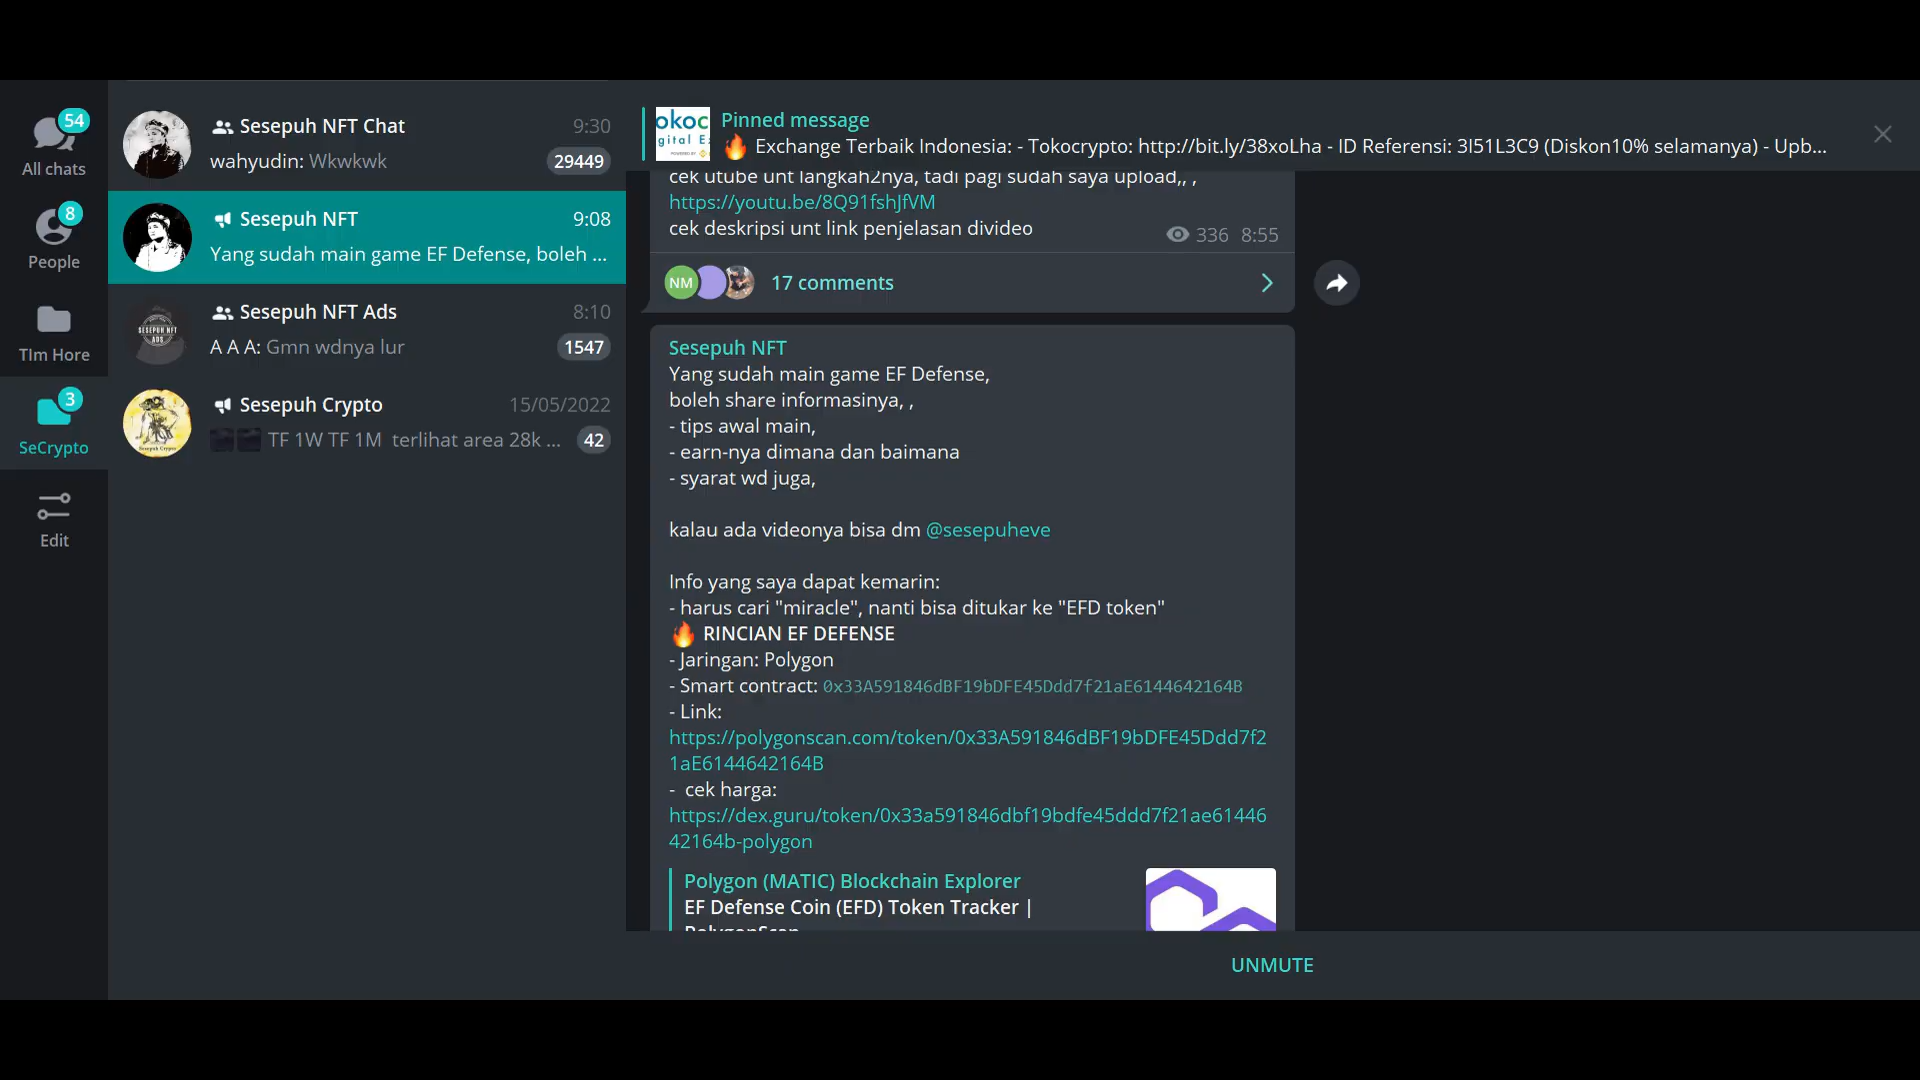 54
All chats
8
People
TIm Hore
3
SeCrypto
Edit
Sesepuh NFT Chat
9:30
wahyudin: Wkwkwk
29449
Sesepuh NFT
9:08
Yang sudah main game EF Defense, boleh ...
Sesepuh NFT Ads
8:10
A A A: Gmn wdnya lur
1547
SESEPUH NFT
ADS
Sesepuh Crypto
15/05/2022
TF 1W TF 1M terlihat area 28k ...
42
okoc
gital E
Pinned message
🔥 Exchange Terbaik Indonesia: - Tokocrypto: http://bit.ly/38xoLha - ID Referensi: 3I51L3C9 (Diskon10% selamanya) - Upb...
cek utube unt langkah2nya, tadi pagi sudah saya upload,, ,
https://youtu.be/8Q91fshJfVM
cek deskripsi unt link penjelasan divideo
336 8:55
NM
17 comments
Sesepuh NFT
Yang sudah main game EF Defense,
boleh share informasinya, ,
- tips awal main,
- earn-nya dimana dan baimana
- syarat wd juga,
kalau ada videonya bisa dm @sesepuheve
Info yang saya dapat kemarin:
- harus cari "miracle", nanti bisa ditukar ke "EFD token"
🔥 RINCIAN EF DEFENSE
- Jaringan: Polygon
- Smart contract: 0x33A591846dBF19bDFE45Ddd7f21aE6144642164B
- Link:
https://polygonscan.com/token/0x33A591846dBF19bDFE45Ddd7f2
1aE6144642164B
- cek harga:
https://dex.guru/token/0x33a591846dbf19bdfe45ddd7f21ae61446
42164b-polygon
Polygon (MATIC) Blockchain Explorer
EF Defense Coin (EFD) Token Tracker |
PolygonScan
UNMUTE